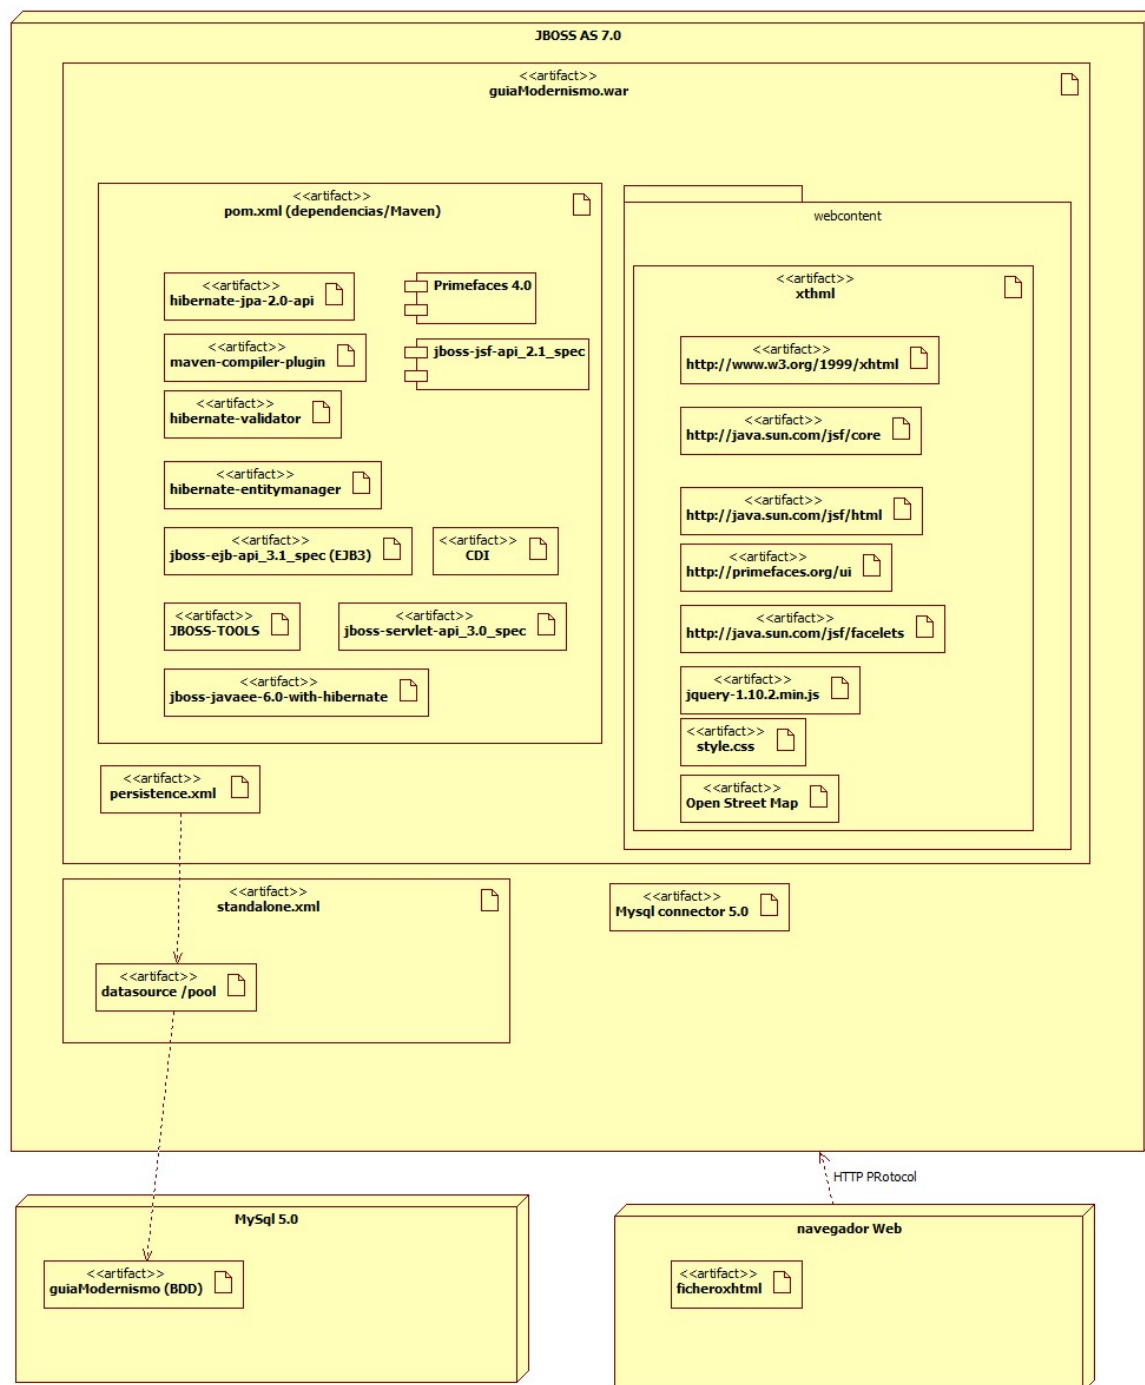 JBOSS AS 7.0
<<artifact>>
guiaModernismo.war
<<artifact>>
pom.xml (dependencias/Maven)
<<artifact>>
hibernate-jpa-2.0-api
Primefaces 4.0
<<artifact>>
maven-compiler-plugin
jboss-jsf-api_2.1_spec
<<artifact>>
hibernate-validator
<<artifact>>
hibernate-entitymanager
<<artifact>>
jboss-ejb-api_3.1_spec (EJB3)
<<artifact>>
CDI
<<artifact>>
JBOSS-TOOLS
<<artifact>>
jboss-servlet-api_3.0_spec
<<artifact>>
jboss-javaee-6.0-with-hibernate
webcontent
<<artifact>>
xthml
<<artifact>>
http://www.w3.org/1999/xhtml
<<artifact>>
http://java.sun.com/jsf/core
<<artifact>>
http://java.sun.com/jsf/html
<<artifact>>
http://primefaces.org/ui
<<artifact>>
http://java.sun.com/jsf/facelets
<<artifact>>
jquery-1.10.2.min.js
<<artifact>>
style.css
<<artifact>>
Open Street Map
<<artifact>>
persistence.xml
<<artifact>>
standalone.xml
<<artifact>>
datasource /pool
<<artifact>>
Mysql connector 5.0
HTTP PRotocol
MySql 5.0
<<artifact>>
guiaModernismo (BDD)
navegador Web
<<artifact>>
ficheroxhtml